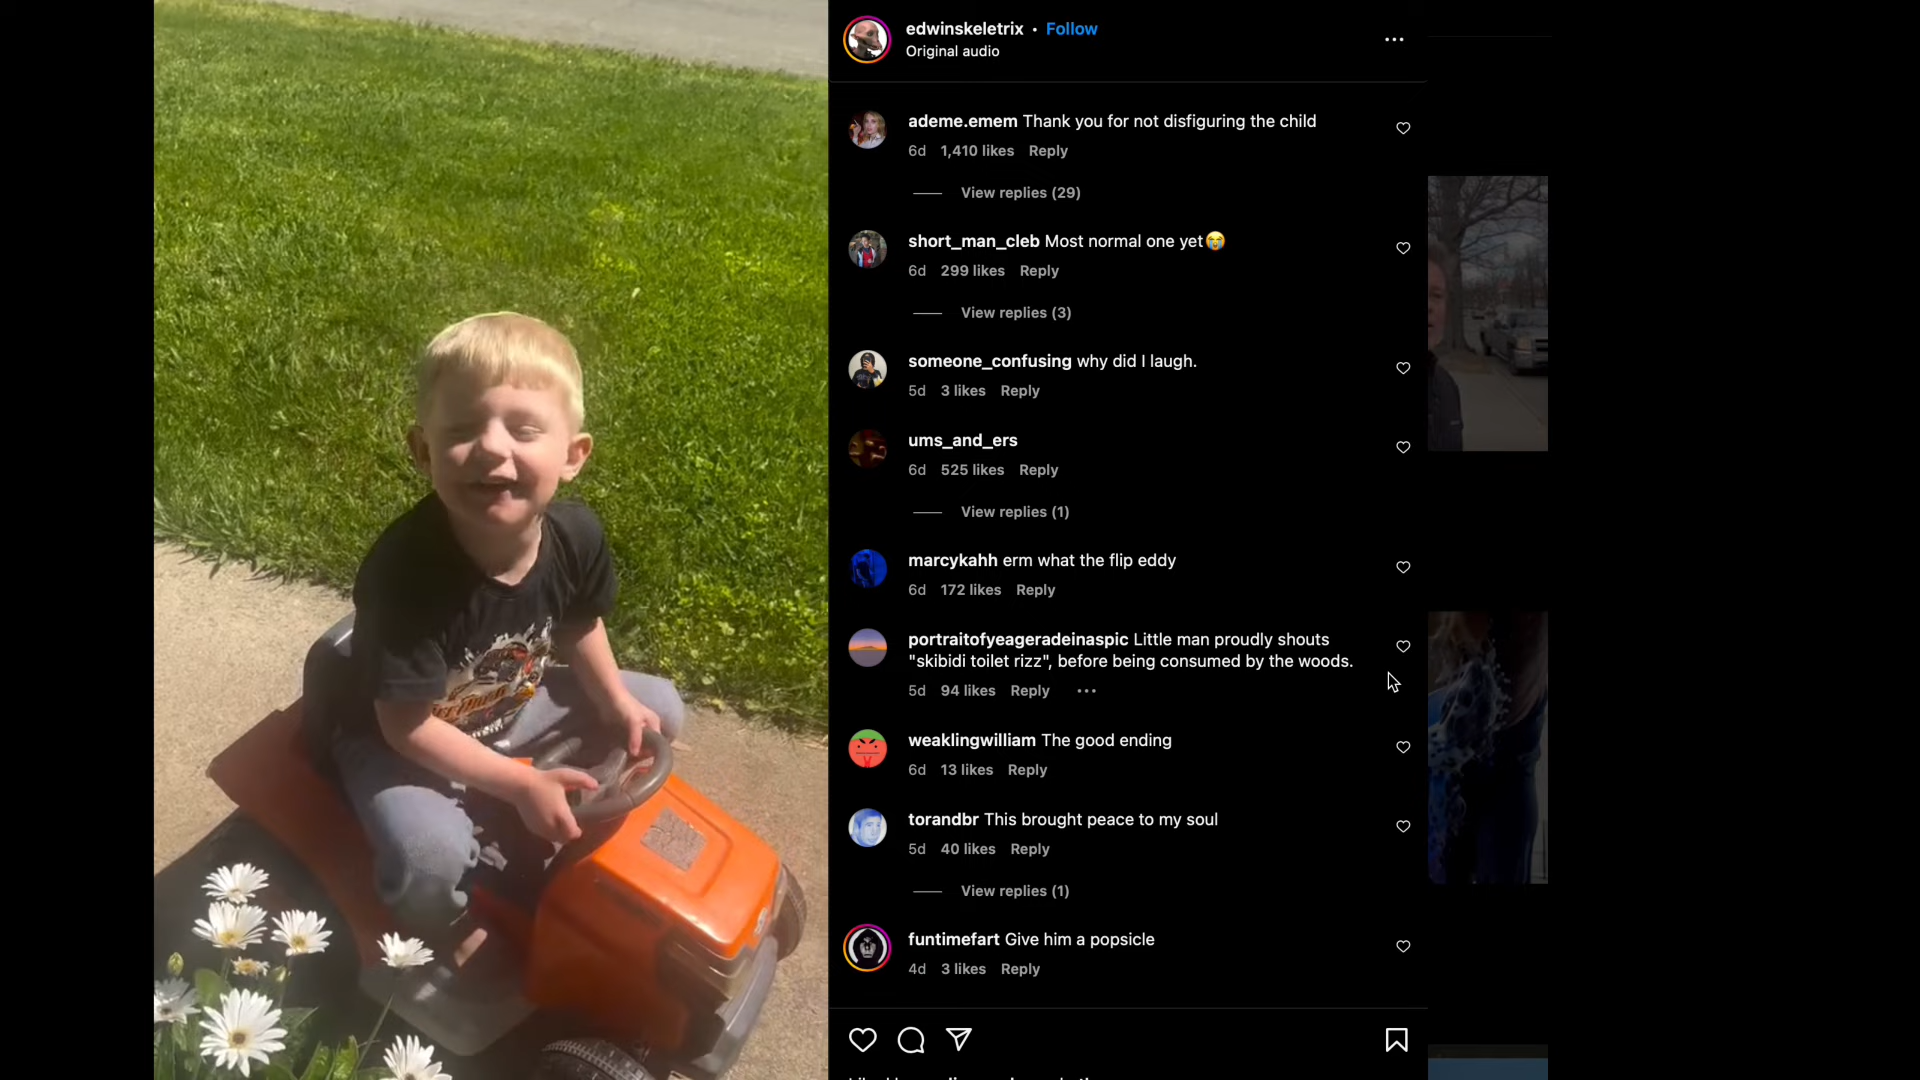 edwinskeletrix • Follow
Original audio
ademe.emem Thank you for not disfiguring the child
6d 1,410 likes Reply
View replies (29)
short_man_cleb Most normal one yet😭
6d 299 likes Reply
View replies (3)
someone_confusing why did I laugh.
5d 3 likes Reply
ums_and_ers
6d 525 likes Reply
View replies (1)
marcykahh erm what the flip eddy
6d 172 likes Reply
portraitofyeageradeinaspic Little man proudly shouts
"skibidi toilet rizz", before being consumed by the woods.
5d 94 likes Reply
weaklingwilliam The good ending
6d 13 likes Reply
torandbr This brought peace to my soul
5d 40 likes Reply
View replies (1)
funtimefart Give him a popsicle
4d 3 likes Reply